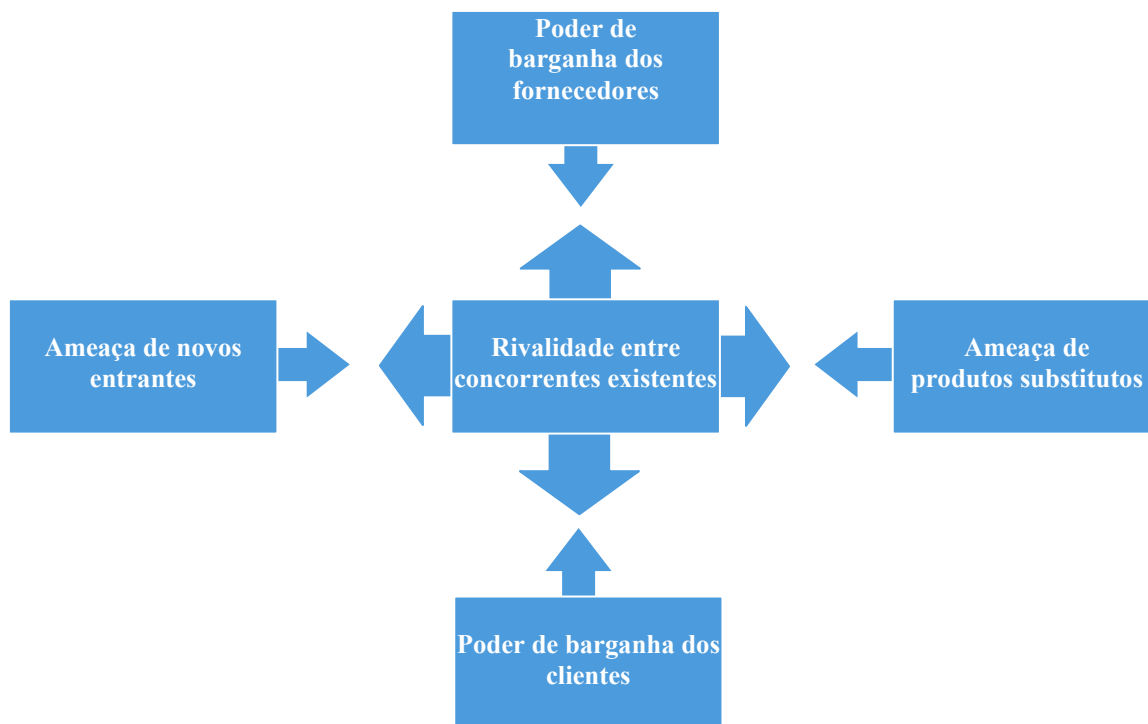 Poder de
barganha dos
fornecedores
Ameaça de novos
entrantes
Rivalidade entre
concorrentes existentes
Ameaça de
produtos substitutos
Poder de barganha dos
clientes